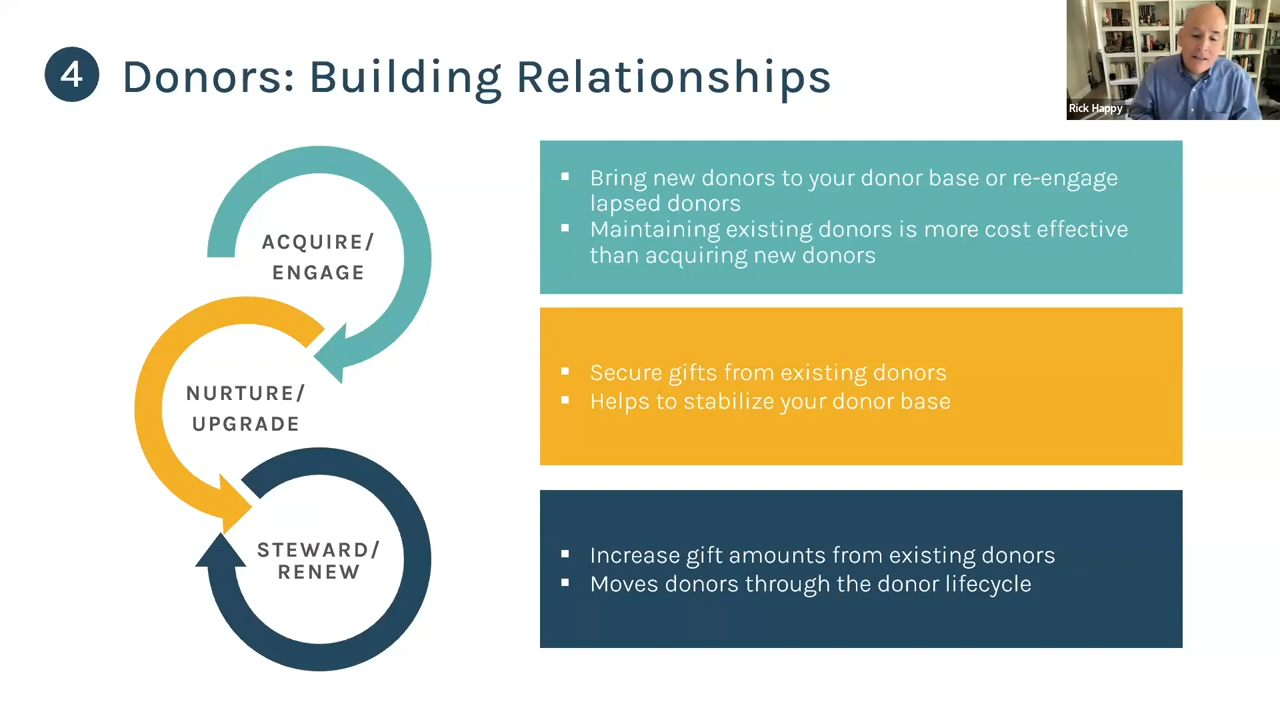 4 Donors: Building Relationships
Rick Happy
ACQUIRE/
ENGAGE
▪ Bring new donors to your donor base or re-engage
lapsed donors
▪ Maintaining existing donors is more cost effective
than acquiring new donors
NURTURE/
UPGRADE
▪ Secure gifts from existing donors
▪ Helps to stabilize your donor base
STEWARD/
RENEW
▪ Increase gift amounts from existing donors
▪ Moves donors through the donor lifecycle